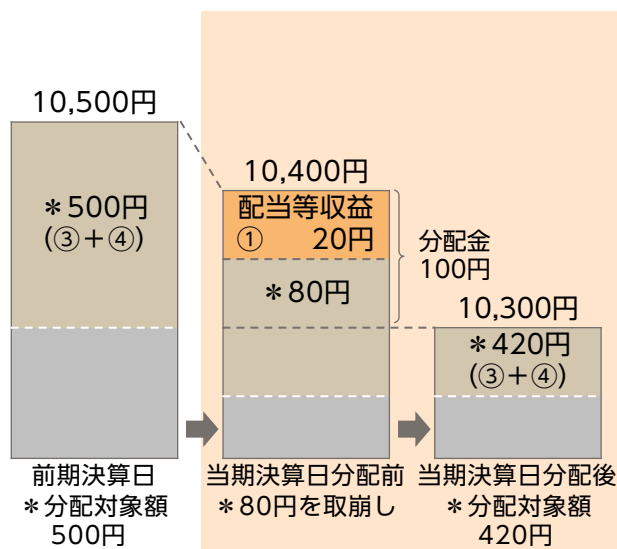 10,500円
＊500円
(③＋④)
前期決算日
＊分配対象額
500円
10,400円
配当等収益
① 20円
＊80円
分配金
100円
当期決算日分配前
＊80円を取崩し
10,300円
＊420円
(③＋④)
当期決算日分配後
＊分配対象額
420円